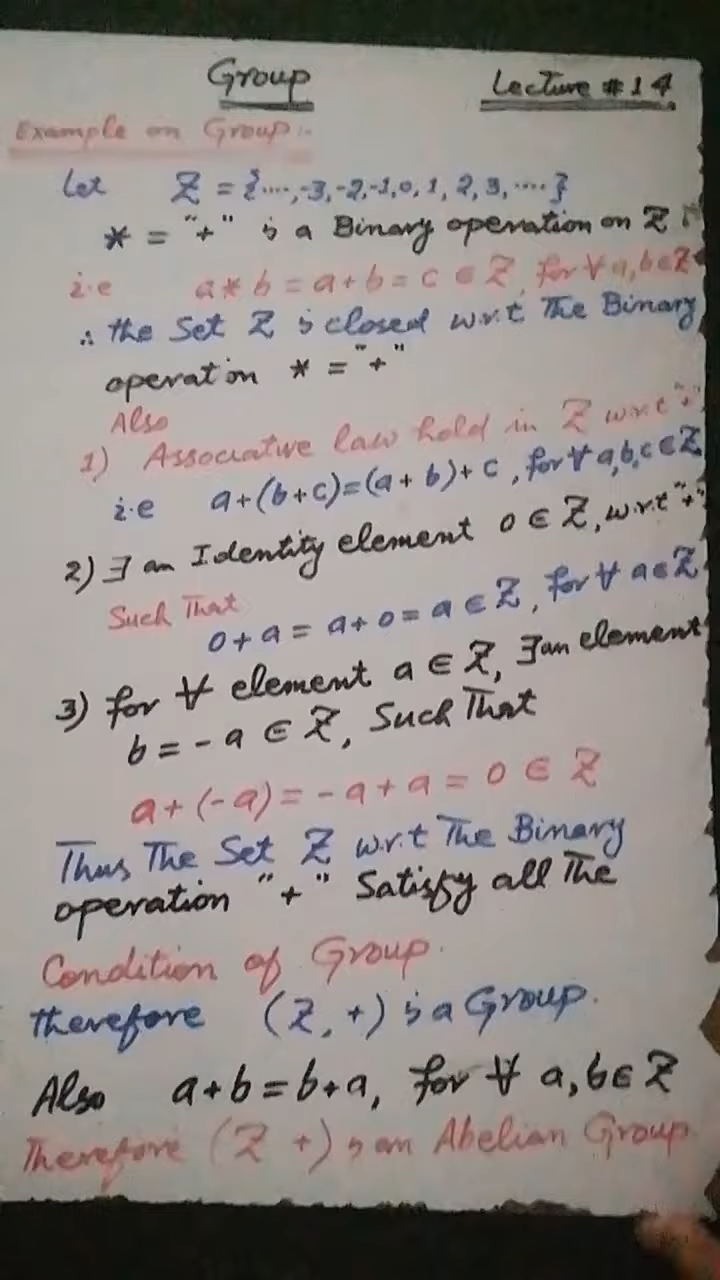 Group Lecture #14
Example on Group:-
Let Z = {....,-3,-2,-1,0,1,2,3,....}
* = "+" is a Binary operation on Z
i.e a*b = a+b = c ∈ Z, for ∀ a,b∈Z
∴ the Set Z is closed w.r.t The Binary
operation * = "+"
Also
1) Associative law hold in Z w.r.t "+"
i.e a+(b+c)=(a+b)+c, for ∀ a,b,c∈Z
2) ∃ an Identity element 0 ∈ Z, w.r.t "+"
Such That
0+a = a+0 = a ∈ Z, for ∀ a∈Z
3) for ∀ element a ∈ Z, ∃ an element
b = -a ∈ Z, Such That
a+(-a) = -a+a = 0 ∈ Z
Thus The Set Z w.r.t The Binary
operation "+" Satisfy all The
Condition of Group.
therefore (Z,+) is a Group.
Also a+b=b+a, for ∀ a,b∈Z
Therefore (Z +) is an Abelian Group